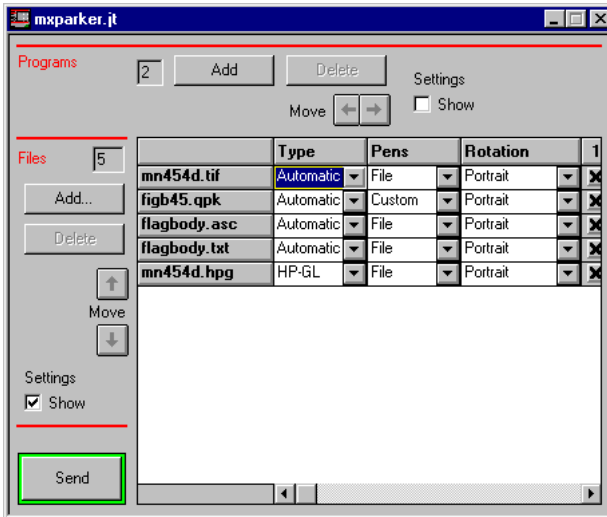 mxparker.jt
Programs 2 Add Delete Settings
Move Show
Files 5
Type Pens Rotation 1
mn454d.tif Automatic File Portrait
figb45.qpk Automatic Custom Portrait
flagbody.asc Automatic File Portrait
flagbody.txt Automatic File Portrait
mn454d.hpg HP-GL File Portrait
Add...
Delete
Move
Settings
Show
Send